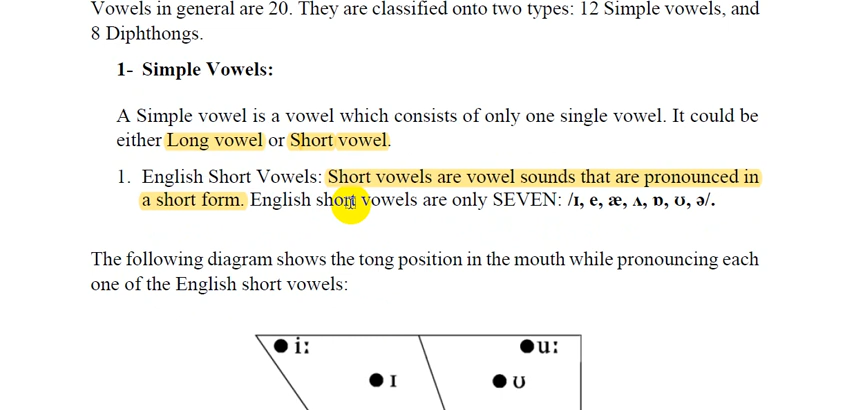 Vowels in general are 20. They are classified onto two types: 12 Simple vowels, and
8 Diphthongs.
1- Simple Vowels:
A Simple vowel is a vowel which consists of only one single vowel. It could be
either Long vowel or Short vowel.
1. English Short Vowels: Short vowels are vowel sounds that are pronounced in
a short form. English short vowels are only SEVEN: /ɪ, e, æ, ʌ, ɒ, ʊ, ə/.
The following diagram shows the tong position in the mouth while pronouncing each
one of the English short vowels:
i: u:
ɪ ʊ